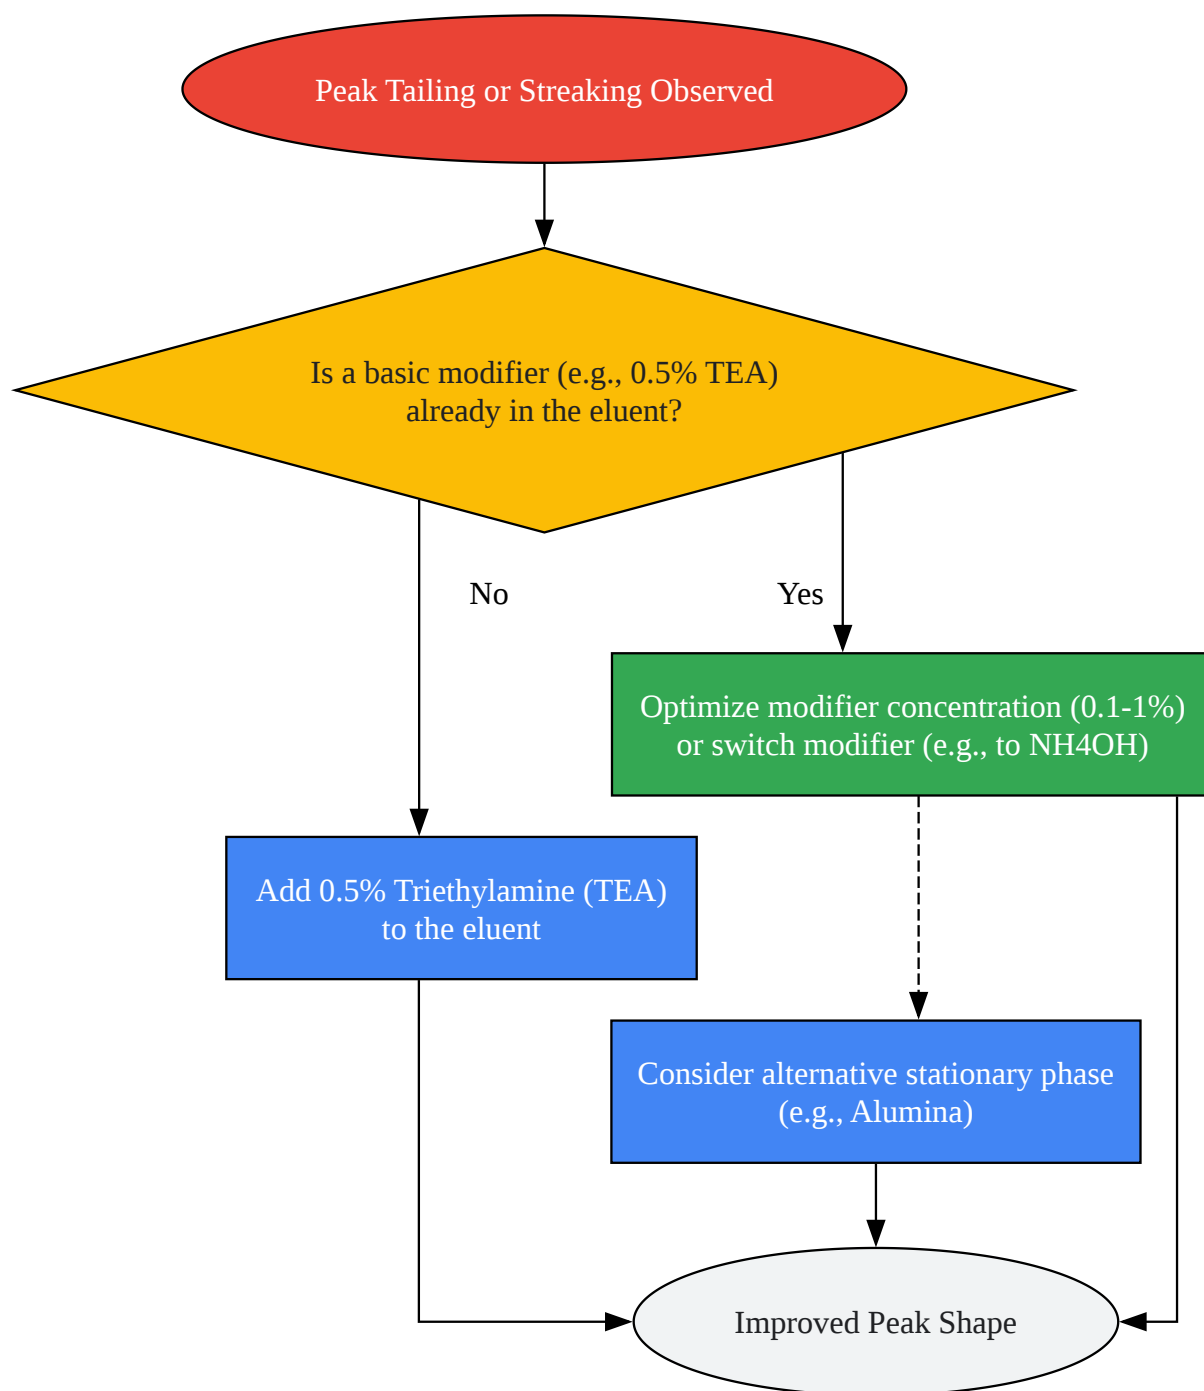 Peak Tailing or Streaking Observed
Is a basic modifier (e.g., 0.5% TEA)
already in the eluent?
No
Yes
Optimize modifier concentration (0.1-1%)
or switch modifier (e.g., to NH4OH)
Add 0.5% Triethylamine (TEA)
to the eluent
Consider alternative stationary phase
(e.g., Alumina)
Improved Peak Shape